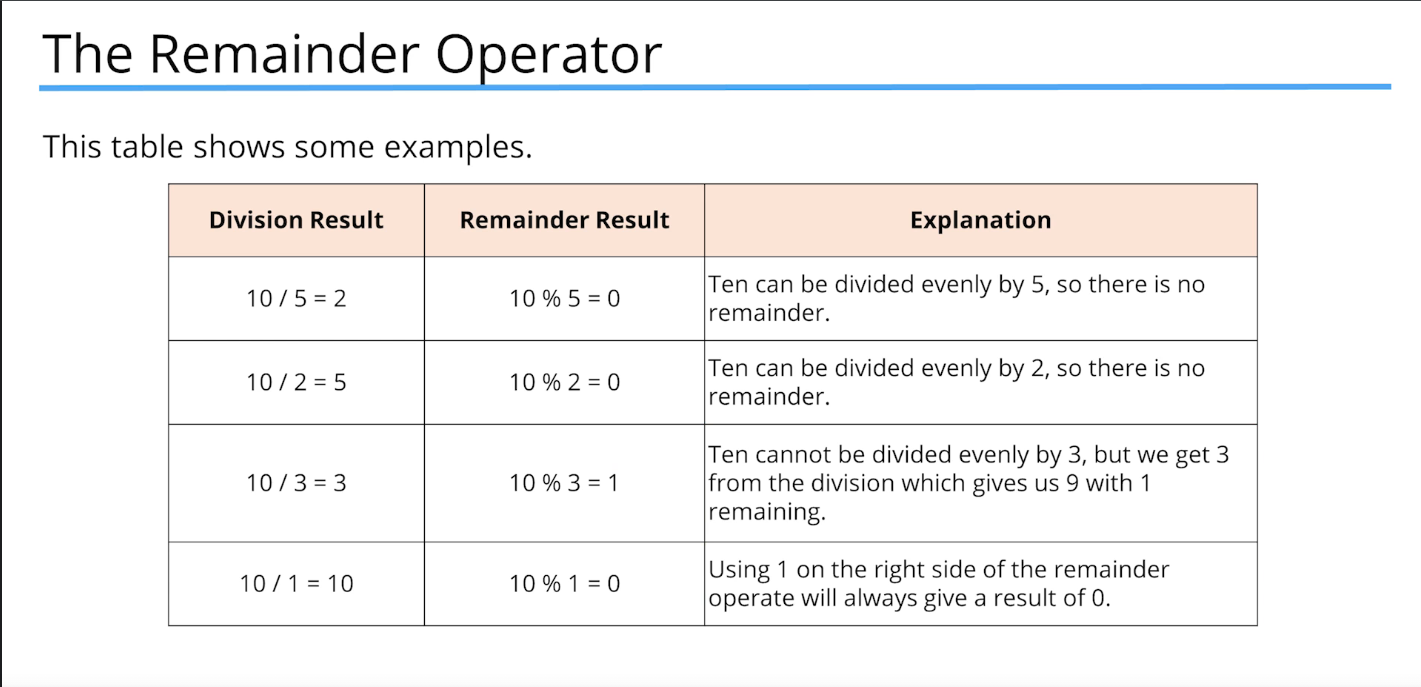 The Remainder Operator
This table shows some examples.
Division Result
Remainder Result
Explanation
10 / 5 = 2
10 % 5 = 0
Ten can be divided evenly by 5, so there is no
remainder.
10 / 2 = 5
10 % 2 = 0
Ten can be divided evenly by 2, so there is no
remainder.
10 / 3 = 3
10 % 3 = 1
Ten cannot be divided evenly by 3, but we get 3
from the division which gives us 9 with 1
remaining.
10 / 1 = 10
10 % 1 = 0
Using 1 on the right side of the remainder
operate will always give a result of 0.